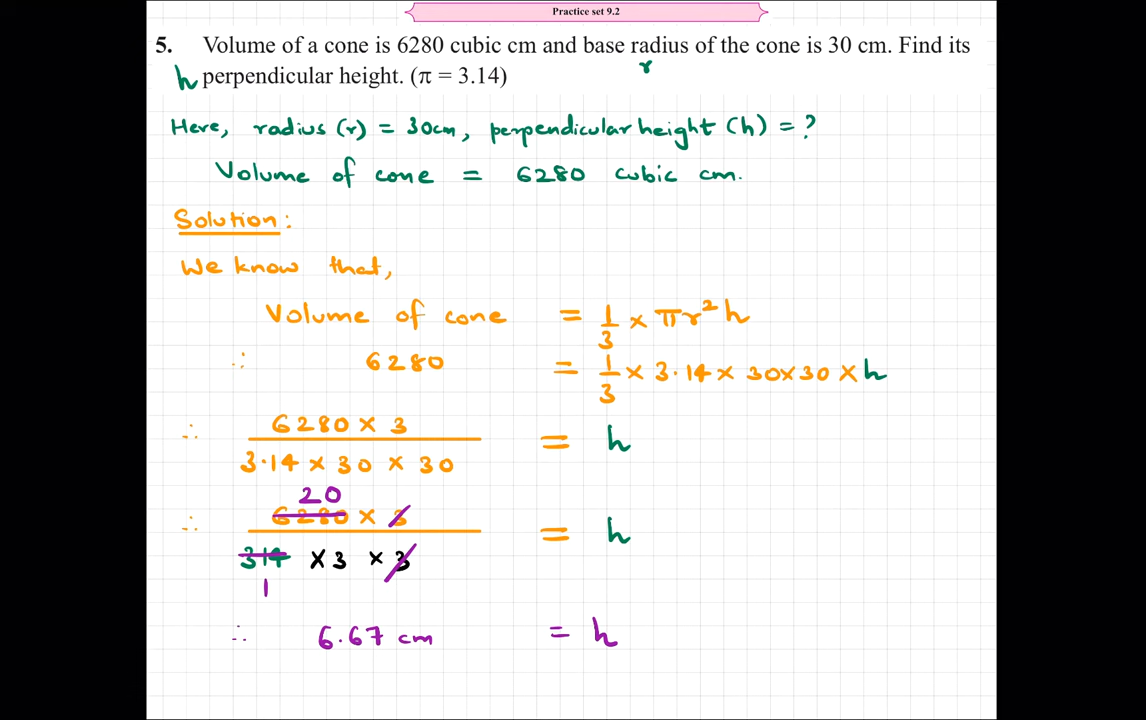 Practice set 9.2
5. Volume of a cone is 6280 cubic cm and base radius of the cone is 30 cm. Find its
r
h perpendicular height. (π = 3.14)
Here, radius (r) = 30cm, perpendicular height (h) = ?
Volume of cone = 6280 cubic cm.
Solution:
We know that,
Volume of cone = 1/3 × πr²h
∴ 6280 = 1/3 × 3.14 × 30×30 × h
∴ 6280 × 3 = h
3.14 × 30 × 30
20
∴ 6280 × 3 = h
314 × 3 × 3
1
∴ 6.67 cm = h